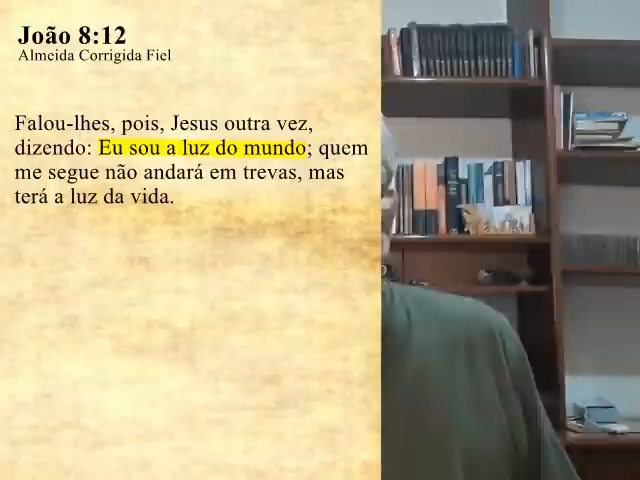 João 8:12
Almeida Corrigida Fiel
Falou-lhes, pois, Jesus outra vez,
dizendo: Eu sou a luz do mundo; quem
me segue não andará em trevas, mas
terá a luz da vida.